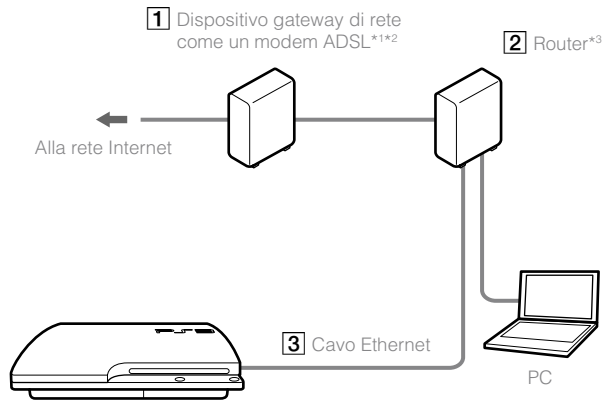 1 Dispositivo gateway di rete
come un modem ADSL*1*2
2 Router*3
Alla rete Internet
3 Cavo Ethernet
PC
PS3